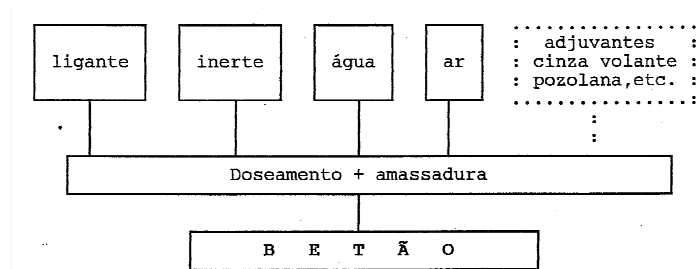 ligante
inerte
água
ar
adjuvantes
cinza volante
pozolana,etc.
Doseamento + amassadura
B E T Ã O